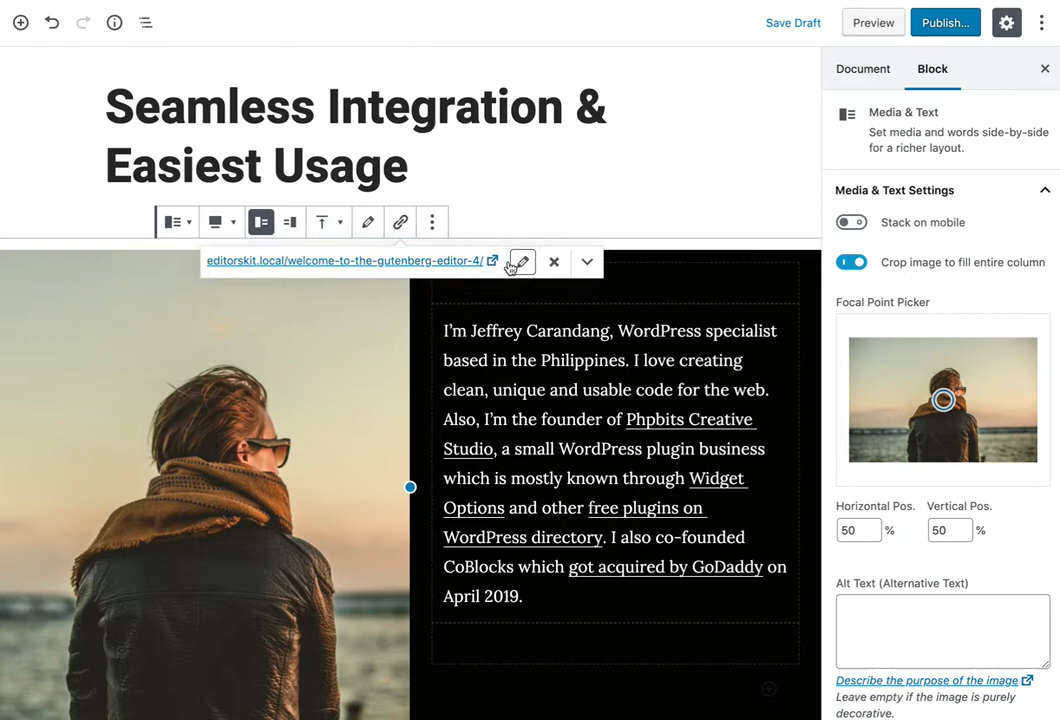 Save Draft
Preview
Publish...
Document
Block
Seamless Integration &
Easiest Usage
Media & Text
Set media and words side-by-side
for a richer layout.
Media & Text Settings
Stack on mobile
editorskit.local/welcome-to-the-gutenberg-editor-4/
Crop image to fill entire column
Focal Point Picker
I'm Jeffrey Carandang, WordPress specialist
based in the Philippines. I love creating
clean, unique and usable code for the web.
Also, I'm the founder of Phpbits Creative
Studio, a small WordPress plugin business
which is mostly known through Widget
Options and other free plugins on
WordPress directory. I also co-founded
CoBlocks which got acquired by GoDaddy on
April 2019.
Horizontal Pos.
Vertical Pos.
50 %
50 %
Alt Text (Alternative Text)
Describe the purpose of the image
Leave empty if the image is purely
decorative.